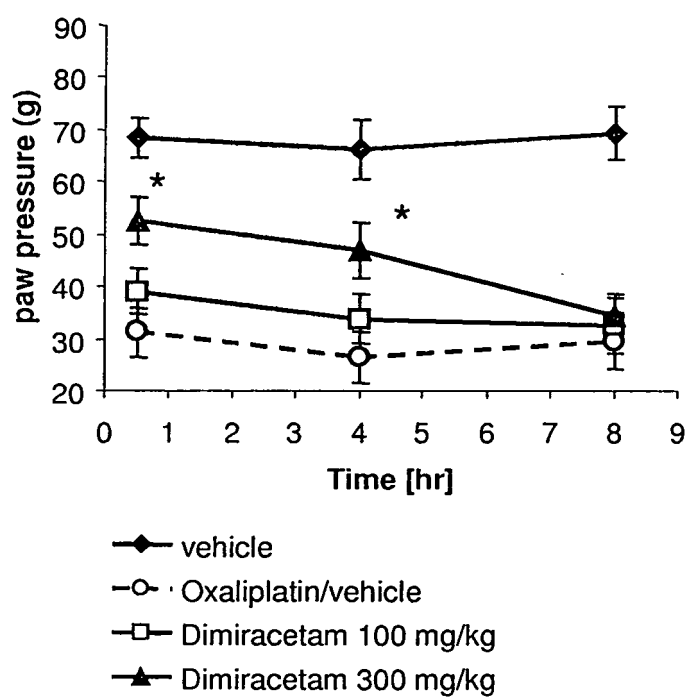 90
80
70
60
50
40
30
20
paw pressure (g)
*
*
0 1 2 3 4 5 6 7 8 9
Time [hr]
vehicle
Oxaliplatin/vehicle
Dimiracetam 100 mg/kg
Dimiracetam 300 mg/kg